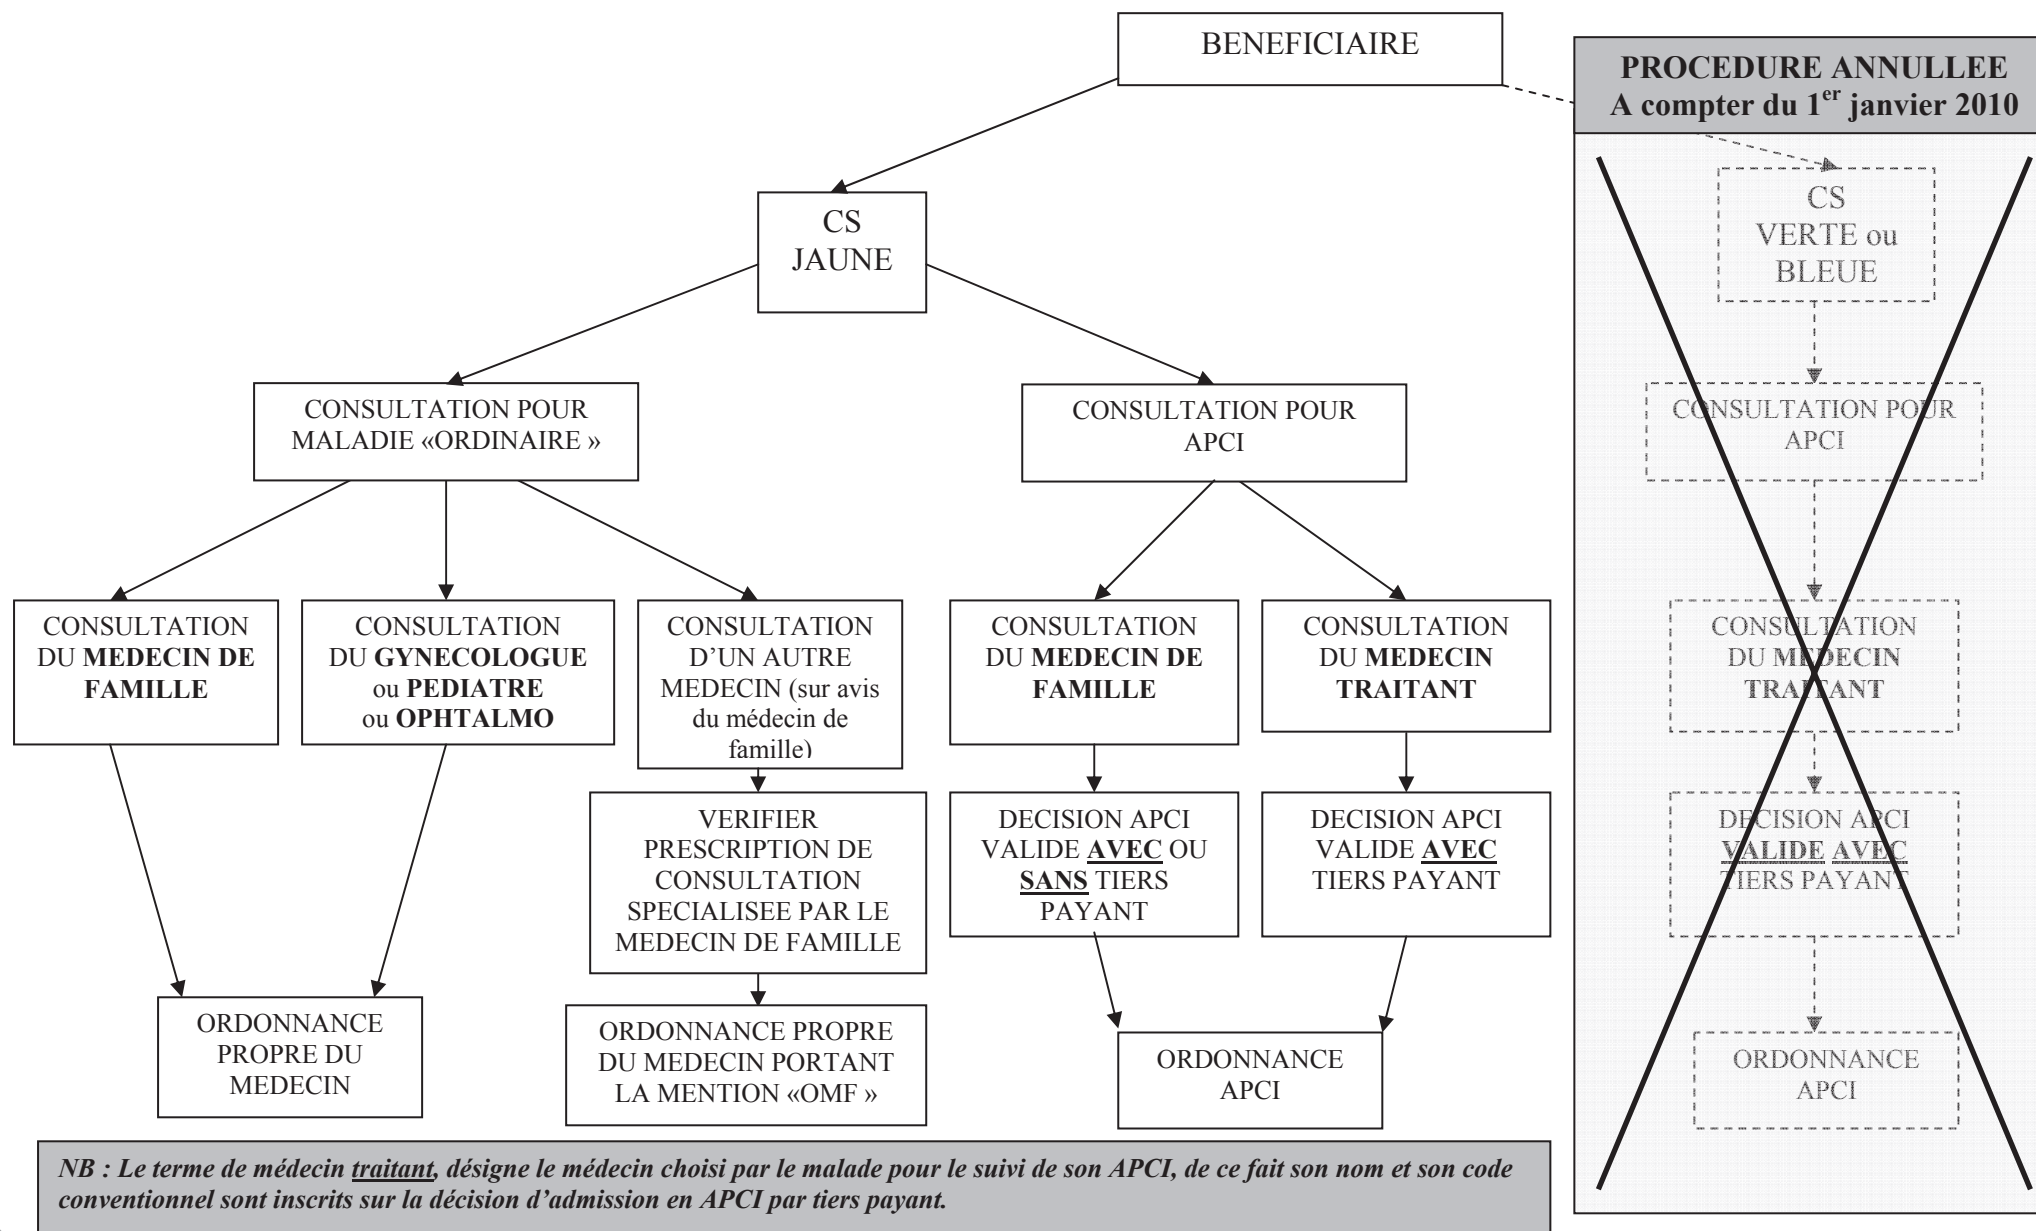 BENEFICIAIRE
PROCEDURE ANNULLEE
A compter du 1er janvier 2010
CS
JAUNE
CS
VERTE ou
BLEUE
CONSULTATION POUR
MALADIE «ORDINAIRE »
CONSULTATION POUR
APCI
CONSULTATION POUR
APCI
CONSULTATION
DU MEDECIN DE
FAMILLE
CONSULTATION
DU GYNECOLOGUE
ou PEDIATRE
ou OPHTALMO
CONSULTATION
D'UN AUTRE
MEDECIN (sur avis
du médecin de
famille)
CONSULTATION
DU MEDECIN DE
FAMILLE
CONSULTATION
DU MEDECIN
TRAITANT
CONSULTATION
DU MEDECIN
TRAITANT
VERIFIER
PRESCRIPTION DE
CONSULTATION
SPECIALISEE PAR LE
MEDECIN DE FAMILLE
DECISION APCI
VALIDE AVEC OU
SANS TIERS
PAYANT
DECISION APCI
VALIDE AVEC
TIERS PAYANT
DECISION APCI
VALIDE AVEC
TIERS PAYANT
ORDONNANCE
PROPRE DU
MEDECIN
ORDONNANCE PROPRE
DU MEDECIN PORTANT
LA MENTION «OMF »
ORDONNANCE
APCI
ORDONNANCE
APCI
NB : Le terme de médecin traitant, désigne le médecin choisi par le malade pour le suivi de son APCI, de ce fait son nom et son code
conventionnel sont inscrits sur la décision d’admission en APCI par tiers payant.